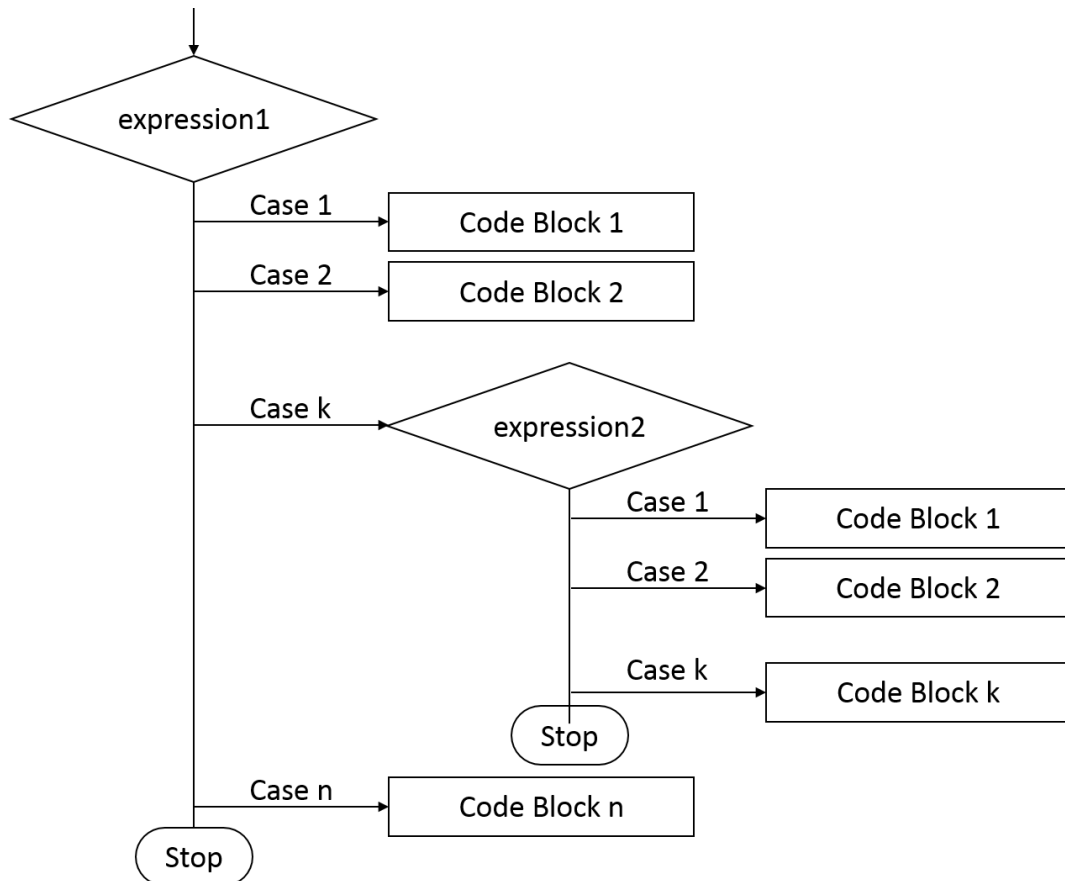 expression1
Case 1
Code Block 1
Case 2
Code Block 2
Case k
expression2
Case 1
Code Block 1
Case 2
Code Block 2
Case k
Code Block k
Stop
Case n
Code Block n
Stop